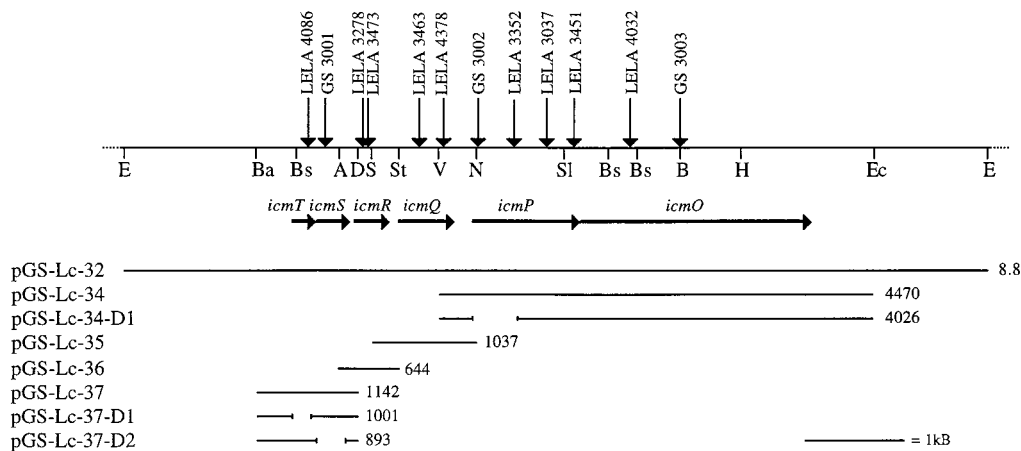 LELA 4086
GS 3001
LELA 3278
LELA 3473
LELA 3463
LELA 4378
GS 3002
LELA 3352
LELA 3037
LELA 3451
LELA 4032
GS 3003
E Ba Bs A D S St V N Sl Bs Bs B H Ec E
icmT icmS icmR icmQ icmP icmO
pGS-Lc-32 8.8
pGS-Lc-34 4470
pGS-Lc-34-D1 4026
pGS-Lc-35 1037
pGS-Lc-36 644
pGS-Lc-37 1142
pGS-Lc-37-D1 1001
pGS-Lc-37-D2 893 = 1kB